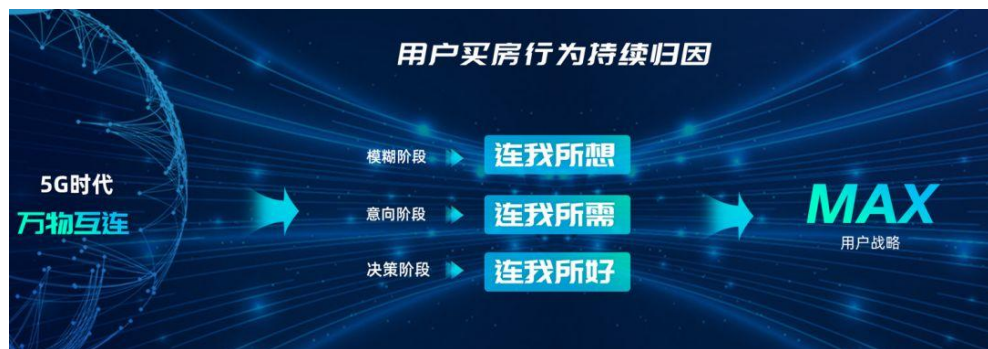 用户买房行为持续归因
5G时代
万物互连
模糊阶段
连我所想
意向阶段
连我所需
决策阶段
连我所好
MAX
用户战略